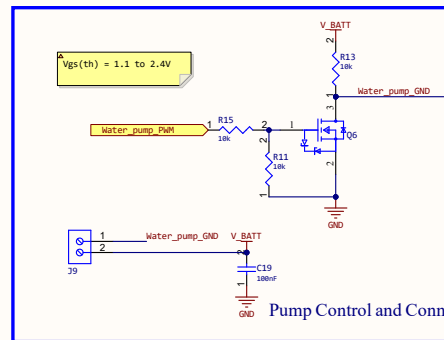 V_BATT
Vgs(th) = 1.1 to 2.4V
2
R13
10k
1
Water_pump_GND
3
Water_pump_PWM
1
R15
10k
2
1
Q6
2
R11
10k
1
2
GND
J9
1
Water_pump_GND
2
V_BATT
2
C19
100nF
1
GND
Pump Control and Conn